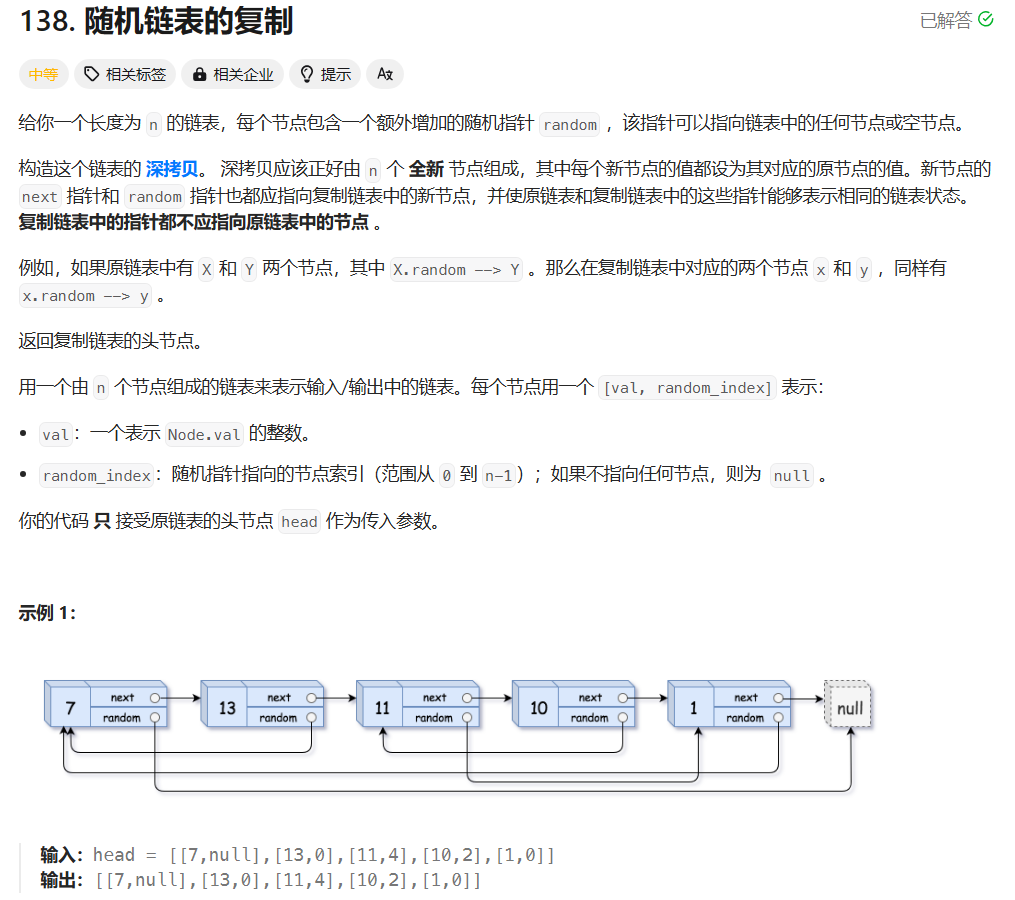 138. 随机链表的复制
已解答
中等 相关标签 相关企业 提示 Ax
给你一个长度为 n 的链表，每个节点包含一个额外增加的随机指针 random ，该指针可以指向链表中的任何节点或空节点。
构造这个链表的 深拷贝。 深拷贝应该正好由 n 个 全新 节点组成，其中每个新节点的值都设为其对应的原节点的值。新节点的
next 指针和 random 指针也都应指向复制链表中的新节点，并使原链表和复制链表中的这些指针能够表示相同的链表状态。
复制链表中的指针都不应指向原链表中的节点 。
例如，如果原链表中有 X 和 Y 两个节点，其中 X.random --> Y 。那么在复制链表中对应的两个节点 x 和 y ，同样有
x.random --> y 。
返回复制链表的头节点。
用一个由 n 个节点组成的链表来表示输入/输出中的链表。每个节点用一个 [val, random_index] 表示：
• val：一个表示 Node.val 的整数。
• random_index：随机指针指向的节点索引（范围从 0 到 n-1）；如果不指向任何节点，则为 null 。
你的代码 只 接受原链表的头节点 head 作为传入参数。
示例 1：
7 next random
13 next random
11 next random
10 next random
1 next random
null
输入：head = [[7,null],[13,0],[11,4],[10,2],[1,0]]
输出：[[7,null],[13,0],[11,4],[10,2],[1,0]]